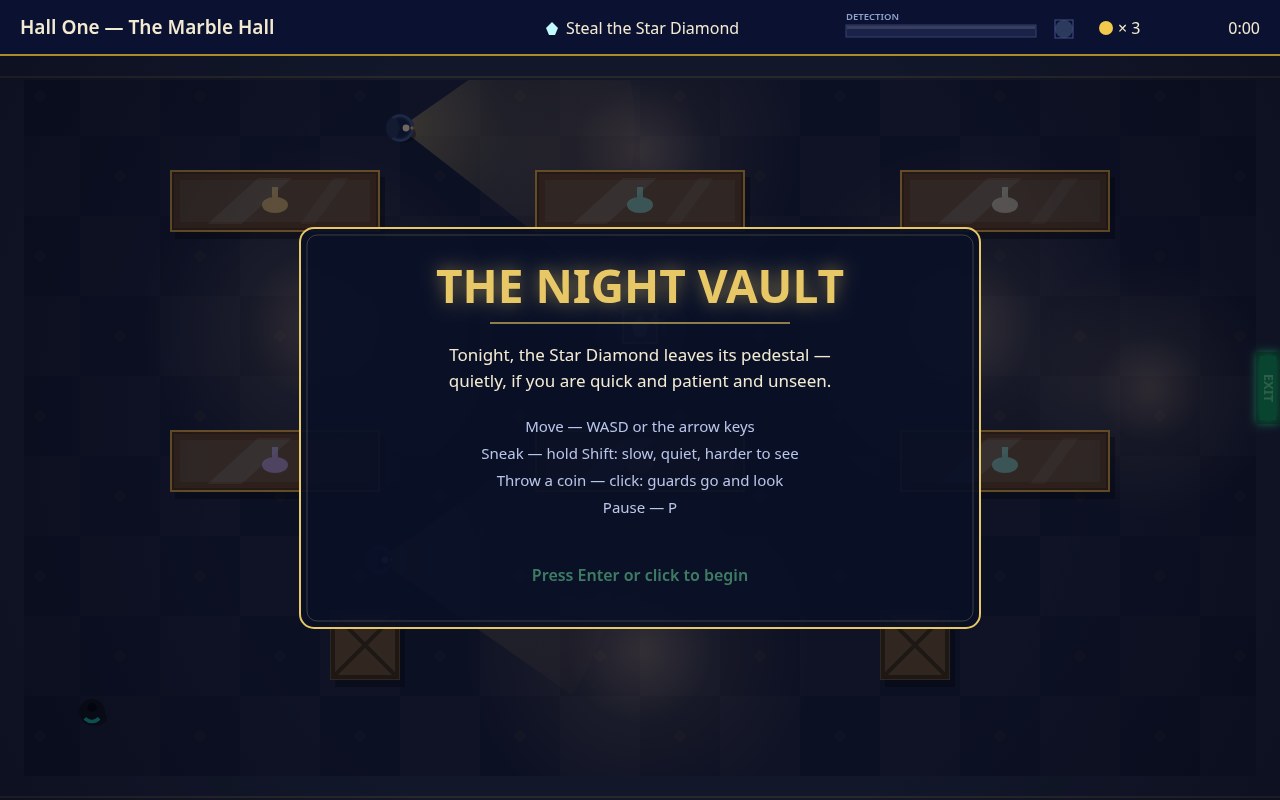 Hall One — The Marble Hall
Steal the Star Diamond
DETECTION
× 3
0:00
THE NIGHT VAULT
Tonight, the Star Diamond leaves its pedestal —
quietly, if you are quick and patient and unseen.
Move — WASD or the arrow keys
Sneak — hold Shift: slow, quiet, harder to see
Throw a coin — click: guards go and look
Pause — P
Press Enter or click to begin
EXIT